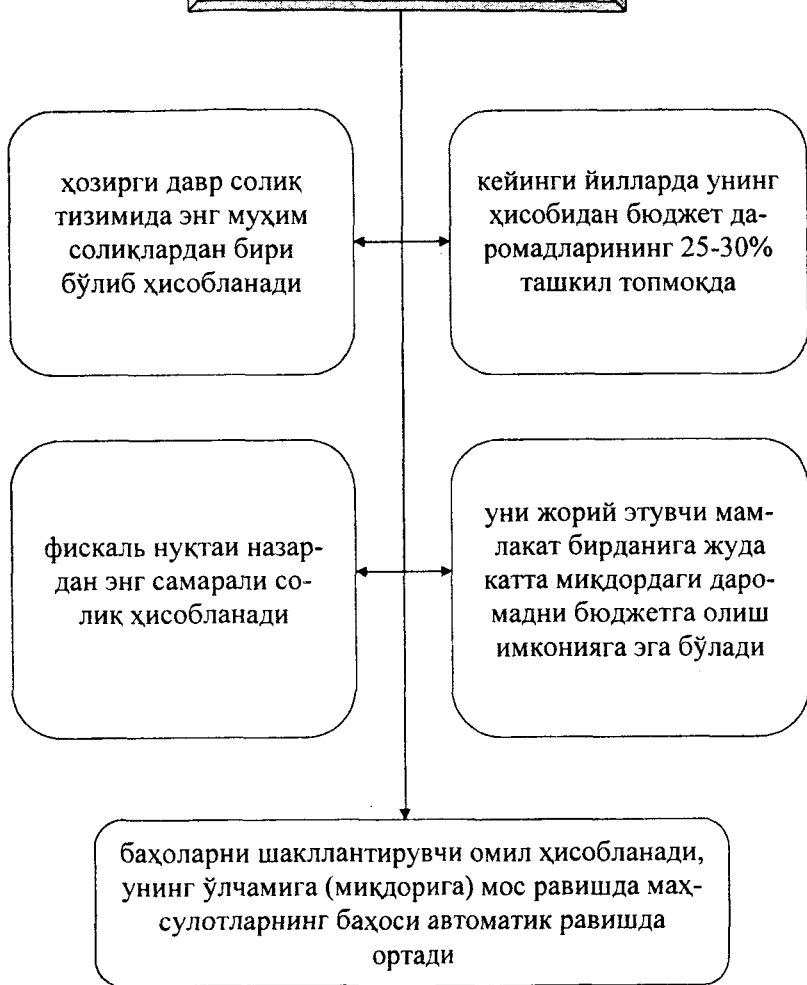 ҳозирги давр солиқ
тизимида энг муҳим
солиқлардан бири
бўлиб ҳисобланади
кейинги йилларда унинг
ҳисобидан бюджет да-
ромадларининг 25-30%
ташкил топмоқда
фискаль нуқтаи назар-
дан энг самарали со-
лиқ ҳисобланади
уни жорий этувчи мам-
лакат бирданига жуда
катта миқдордаги даро-
мадни бюджетга олиш
имконияга эга бўлади
баҳоларни шакллантирувчи омил ҳисобланади,
унинг ўлчамига (миқдорига) мос равишда маҳ-
сулотларнинг баҳоси автоматик равишда
ортади